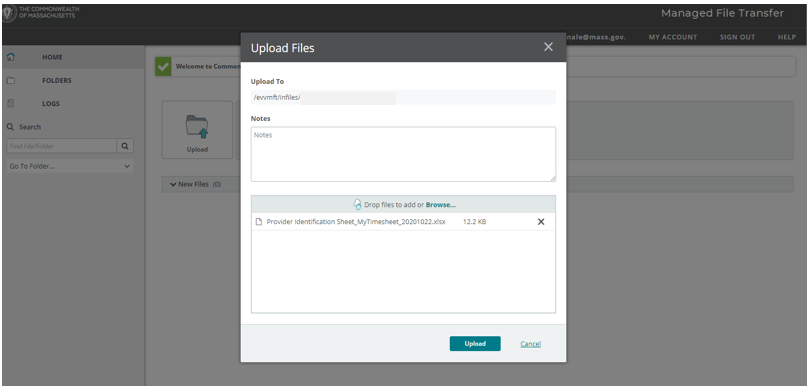 THE COMMONWEALTH
OF MASSACHUSETTS
Managed File Transfer
nale@mass.gov. MY ACCOUNT SIGN OUT HELP
HOME
FOLDERS
LOGS
Search
Find File/Folder
Go To Folder...
Welcome to Common
Upload
New Files (0)
Upload Files
Upload To
/evvmft/infiles/
Notes
Notes
Drop files to add or Browse...
Provider Identification Sheet_MyTimesheet_20201022.xlsx 12.2 KB
Upload Cancel